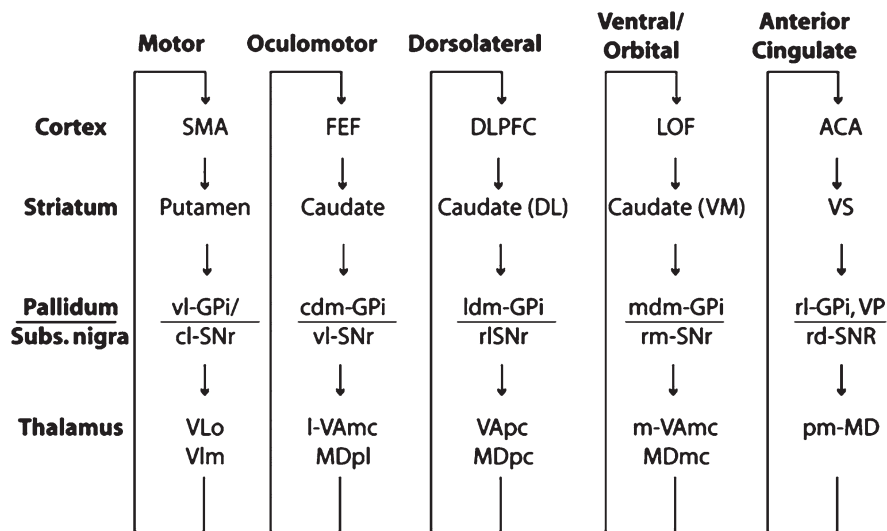 Motor Oculomotor Dorsolateral Ventral/ Orbital Anterior Cingulate
Cortex SMA FEF DLPFC LOF ACA
Striatum Putamen Caudate Caudate (DL) Caudate (VM) VS
Pallidum vl-GPi/ cdm-GPi ldm-GPi mdm-GPi rl-GPi, VP
Subs. nigra cl-SNr vl-SNr rlSNr rm-SNr rd-SNR
Thalamus VLo l-VAmc VApc m-VAmc pm-MD
Vlm MDpl MDpc MDmc